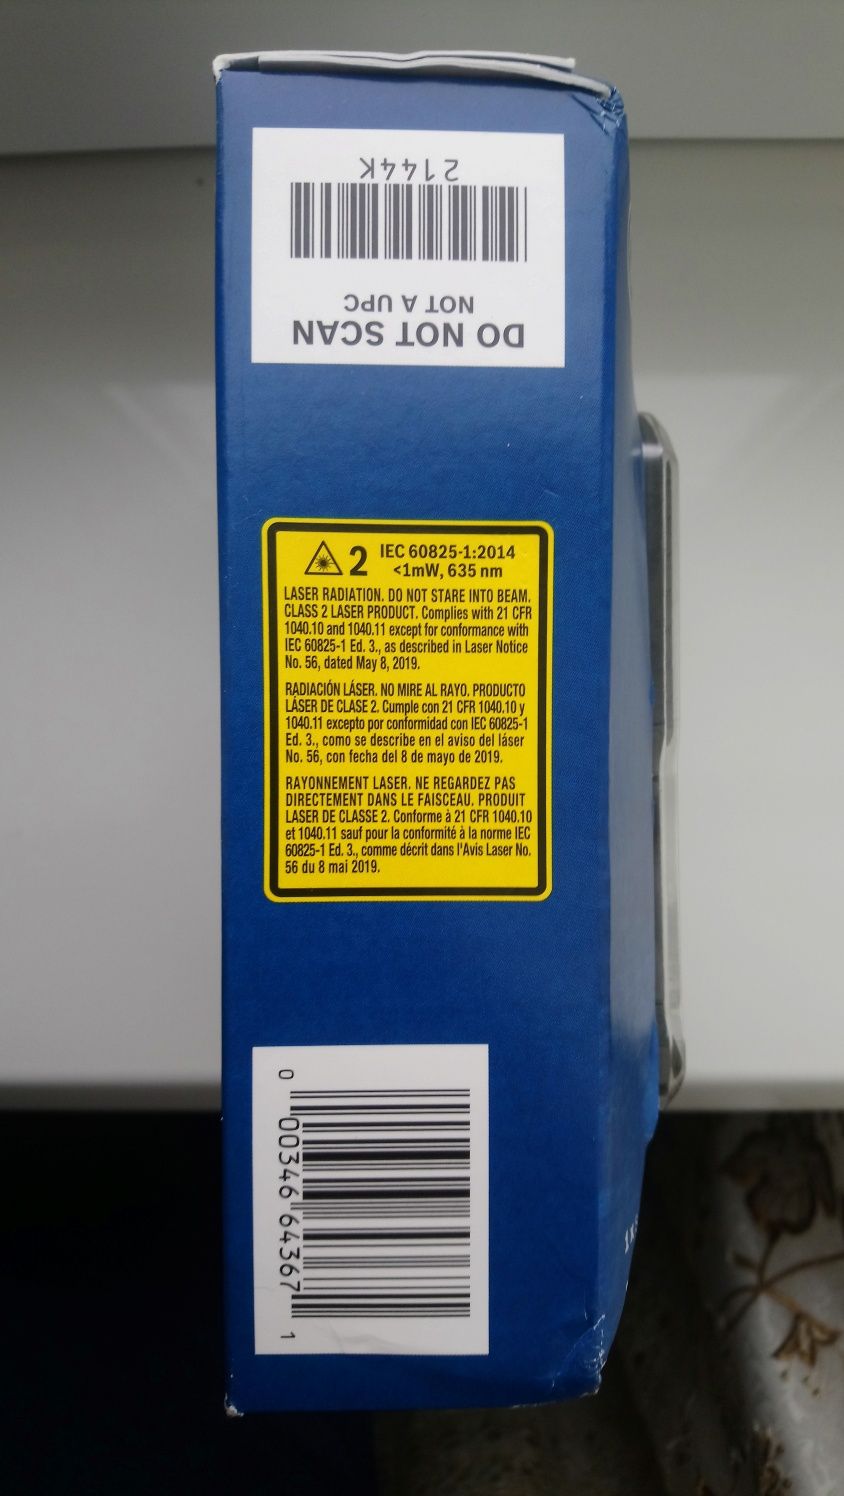 DO NOT SCAN
NOT A UPC
2144K
2 IEC 60825-1:2014
<1mW, 635 nm
LASER RADIATION. DO NOT STARE INTO BEAM.
CLASS 2 LASER PRODUCT. Complies with 21 CFR
1040.10 and 1040.11 except for conformance with
IEC 60825-1 Ed. 3., as described in Laser Notice
No. 56, dated May 8, 2019.
RADIACIÓN LÁSER. NO MIRE AL RAYO. PRODUCTO
LÁSER DE CLASE 2. Cumple con 21 CFR 1040.10 y
1040.11 excepto por conformidad con IEC 60825-1
Ed. 3., como se describe en el aviso del láser
No. 56, con fecha del 8 de mayo de 2019.
RAYONNEMENT LASER. NE REGARDEZ PAS
DIRECTEMENT DANS LE FAISCEAU. PRODUIT
LASER DE CLASSE 2. Conforme à 21 CFR 1040.10
et 1040.11 sauf pour la conformité à la norme IEC
60825-1 Ed. 3., comme décrit dans l'Avis Laser No.
56 du 8 mai 2019.
0 00346 64367 1